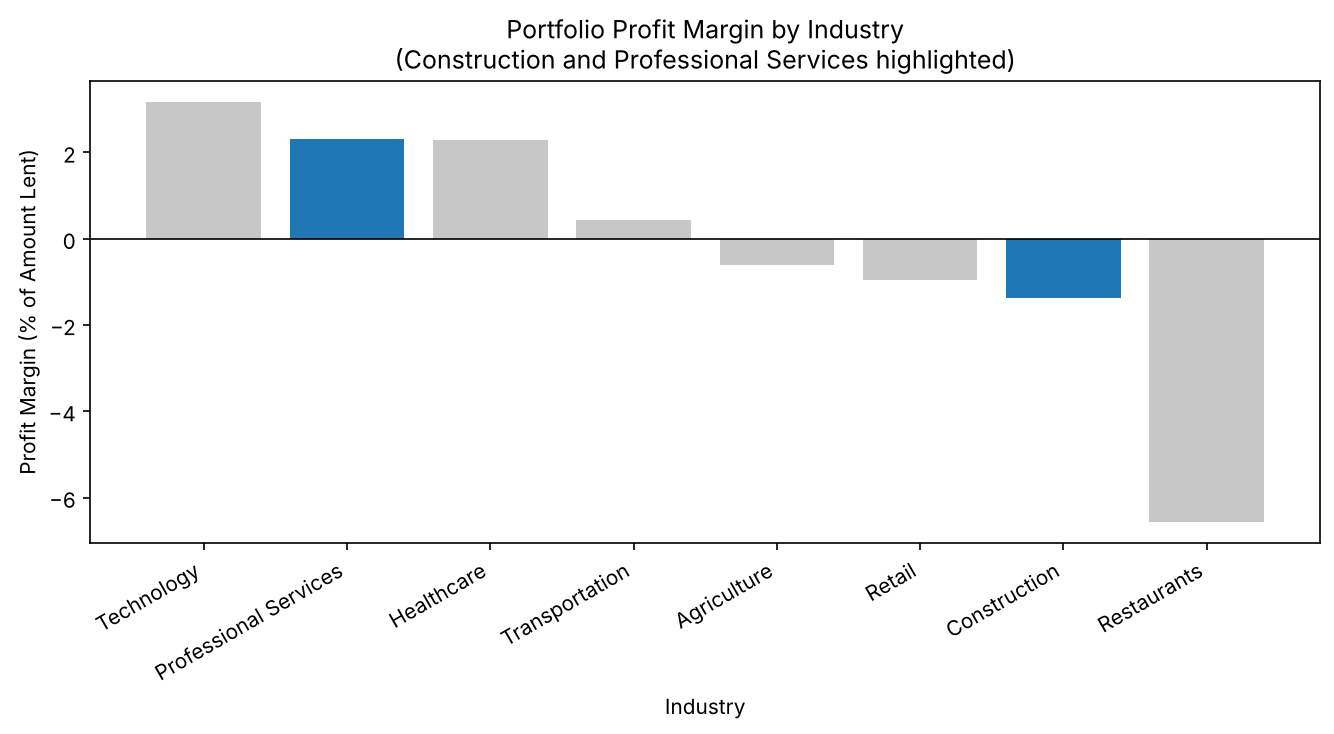 Portfolio Profit Margin by Industry
(Construction and Professional Services highlighted)
Profit Margin (% of Amount Lent)
2
0
−2
−4
−6
Technology
Professional Services
Healthcare
Transportation
Agriculture
Retail
Construction
Restaurants
Industry